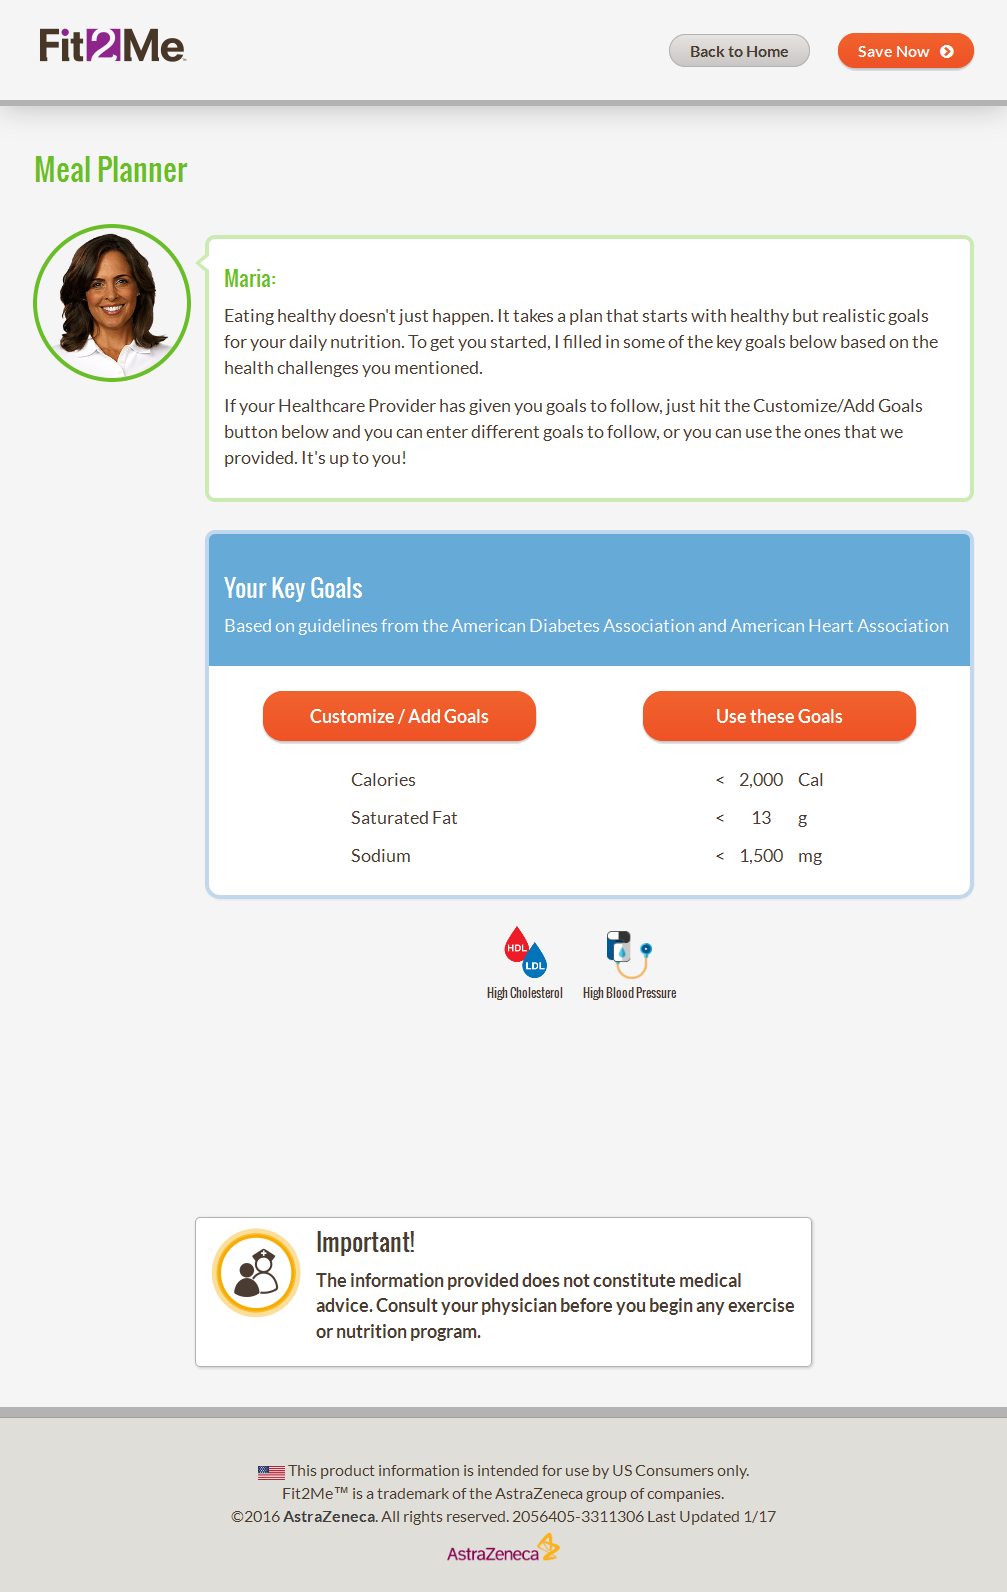 Fit2Me™
Back to Home
Save Now
Meal Planner
Maria:
Eating healthy doesn't just happen. It takes a plan that starts with healthy but realistic goals
for your daily nutrition. To get you started, I filled in some of the key goals below based on the
health challenges you mentioned.
If your Healthcare Provider has given you goals to follow, just hit the Customize/Add Goals
button below and you can enter different goals to follow, or you can use the ones that we
provided. It's up to you!
Your Key Goals
Based on guidelines from the American Diabetes Association and American Heart Association
Customize / Add Goals
Use these Goals
Calories < 2,000 Cal
Saturated Fat < 13 g
Sodium < 1,500 mg
HDL
LDL
High Cholesterol
High Blood Pressure
Important!
The information provided does not constitute medical
advice. Consult your physician before you begin any exercise
or nutrition program.
This product information is intended for use by US Consumers only.
Fit2Me™ is a trademark of the AstraZeneca group of companies.
©2016 AstraZeneca. All rights reserved. 2056405-3311306 Last Updated 1/17
AstraZeneca